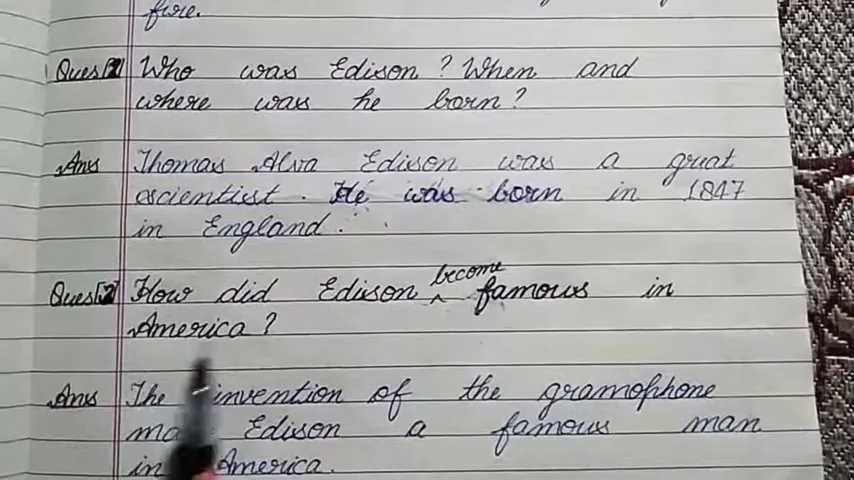 fire.
Ques[1] Who was Edison? When and
where was he born?
Ans Thomas Alva Edison was a great
scientist. He was born in 1847
in England.
Ques[2] How did Edison become famous in
America?
Ans The invention of the gramophone
Edison a famous man
in America.